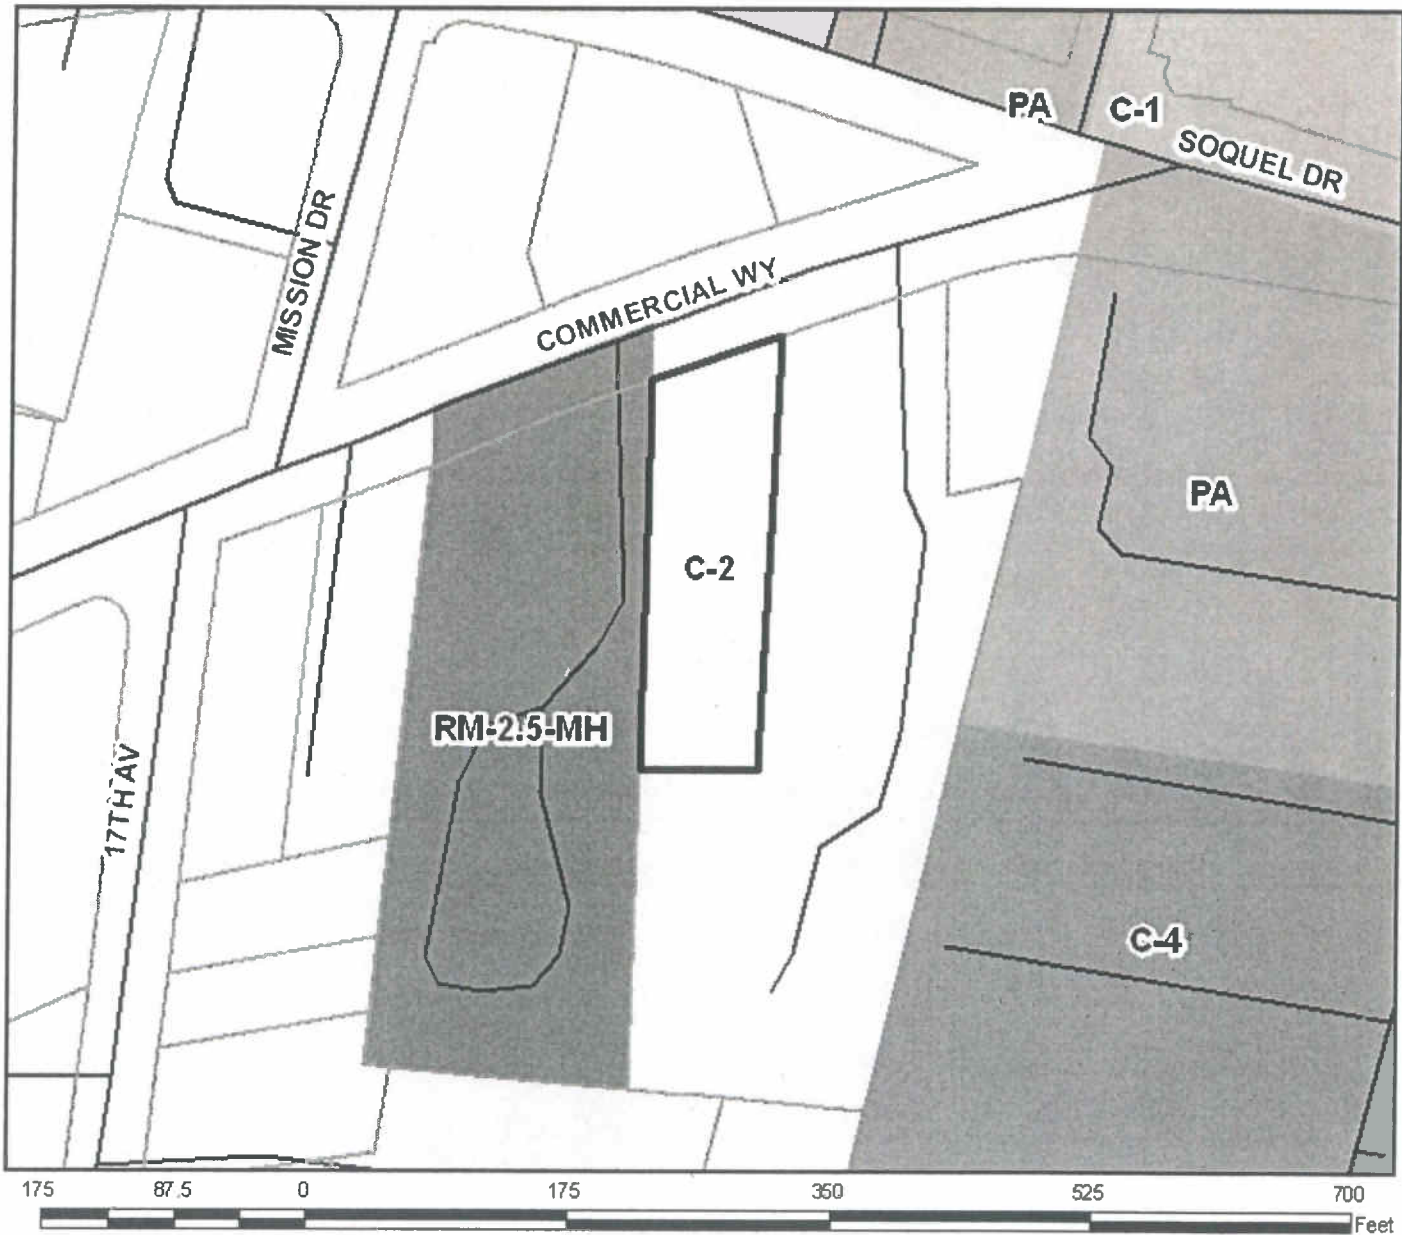 PA
C-1
SOQUEL DR
MISSION DR
COMMERCIAL WY
PA
C-2
RM-2.5-MH
17TH AV
C-4
175 87.5 0 175 350 525 700
Feet